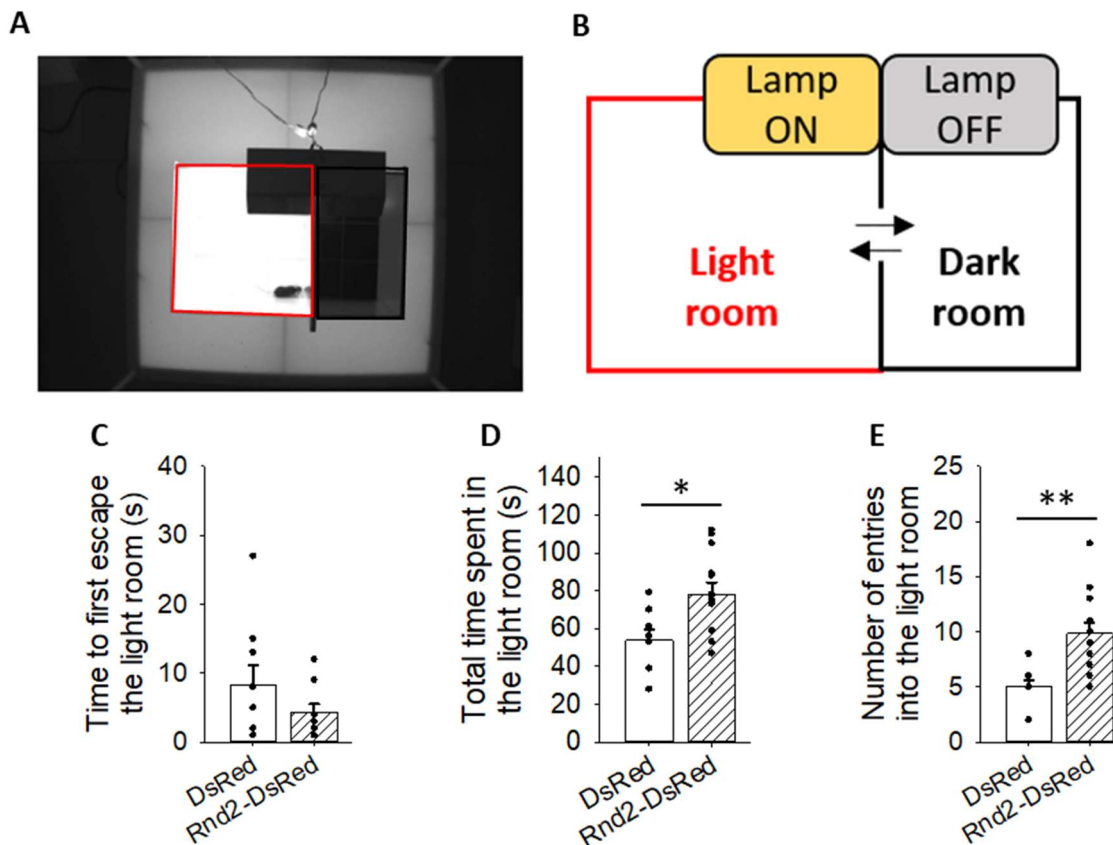 A
B
Lamp
ON
Lamp
OFF
Light
room
Dark
room
C
Time to first escape
the light room (s)
40
30
20
10
0
DsRed
Rnd2-DsRed
D
Total time spent in
the light room (s)
140
120
100
80
60
40
20
0
*
DsRed
Rnd2-DsRed
E
Number of entries
into the light room
25
20
15
10
5
0
**
DsRed
Rnd2-DsRed